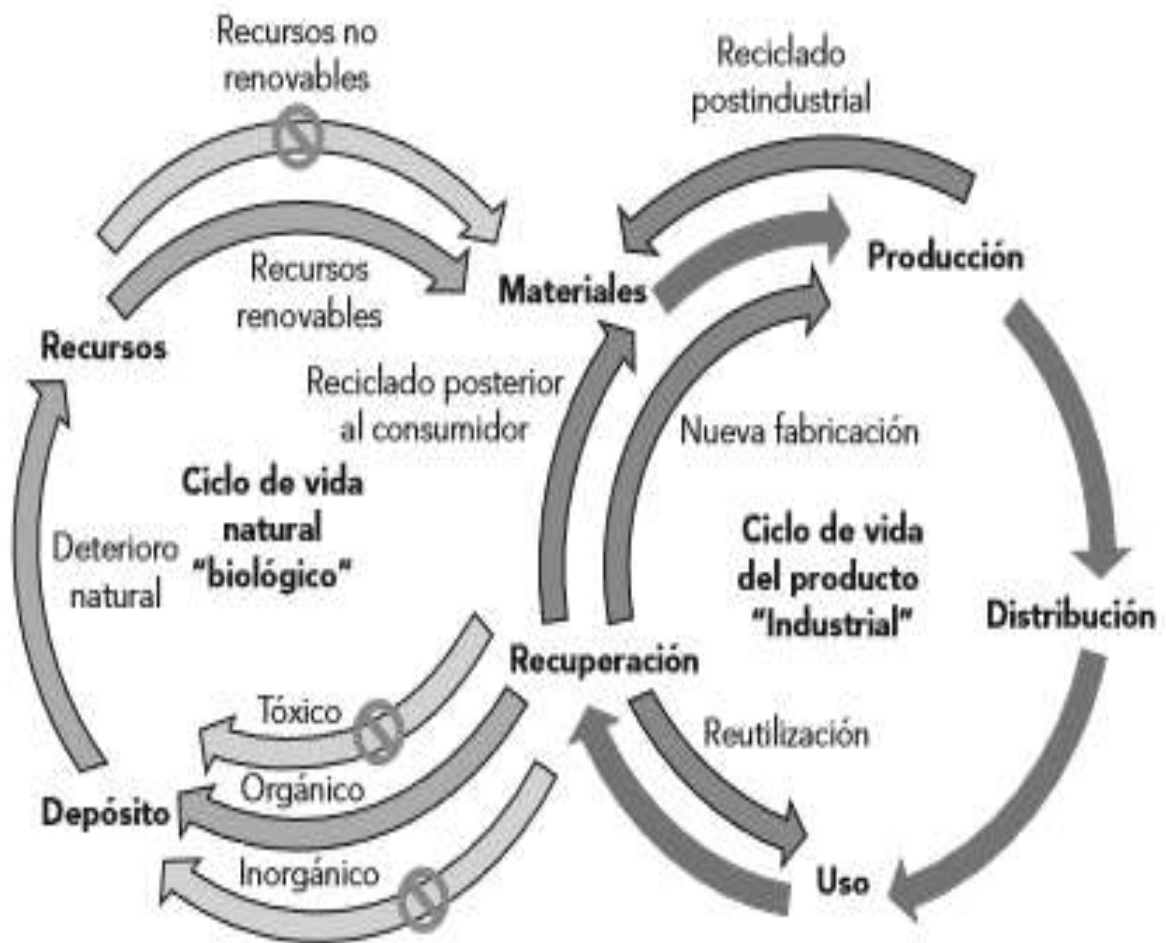 Recursos no
renovables
Reciclado
postindustrial
Recursos
renovables
Materiales
Producción
Recursos
Reciclado posterior
al consumidor
Nueva fabricación
Ciclo de vida
natural
"biológico"
Deterioro
natural
Ciclo de vida
del producto
"Industrial"
Distribución
Recuperación
Tóxico
Reutilización
Orgánico
Depósito
Inorgánico
Uso